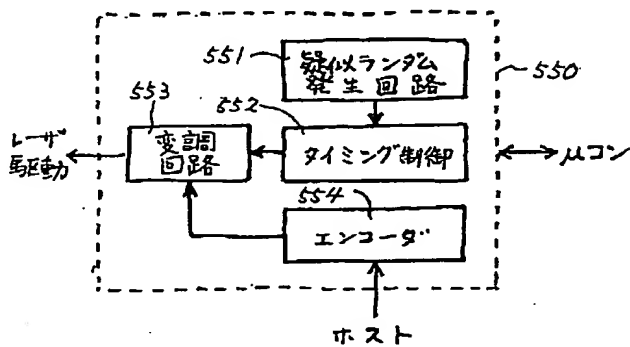 551
疑似ランダム
発生回路
550
553
552
レーザ
駆動
変調
回路
タイミング制御
μコン
554
エンコーダ
ホスト